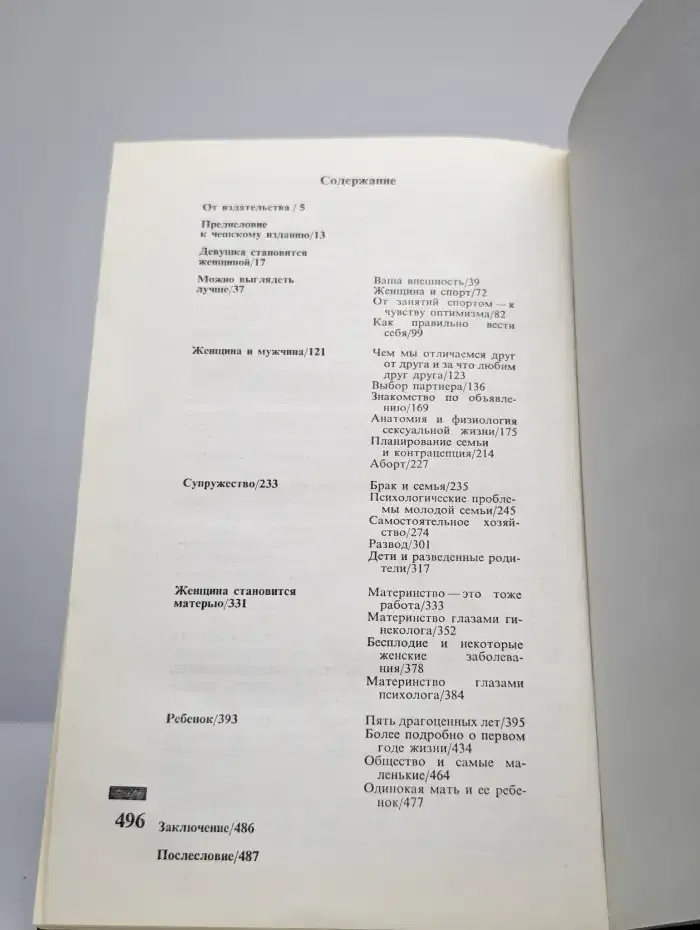 Содержание
От издательства / 5
Предисловие
к чешскому изданию/13
Девушка становится
женщиной/17
Можно выглядеть
лучше/37
Ваша внешность/39
Женщина и спорт/72
От занятий спортом — к
чувству оптимизма/82
Как правильно вести
себя/99
Женщина и мужчина/121
Чем мы отличаемся друг
от друга и за что любим
друг друга/123
Выбор партнера/136
Знакомство по объявле-
нию/169
Анатомия и физиология
сексуальной жизни/175
Планирование семьи
и контрацепция/214
Аборт/227
Супружество/233
Брак и семья/235
Психологические пробле-
мы молодой семьи/245
Самостоятельное хозяй-
ство/274
Развод/301
Дети и разведенные роди-
тели/317
Женщина становится
матерью/331
Материнство — это тоже
работа/333
Материнство глазами ги-
неколога/352
Бесплодие и некоторые
женские заболева-
ния/378
Материнство глазами
психолога/384
Ребенок/393
Пять драгоценных лет/395
Более подробно о первом
годе жизни/434
Общество и самые ма-
ленькие/464
Одинокая мать и ее ребе-
нок/477
496
Заключение/486
Послесловие/487